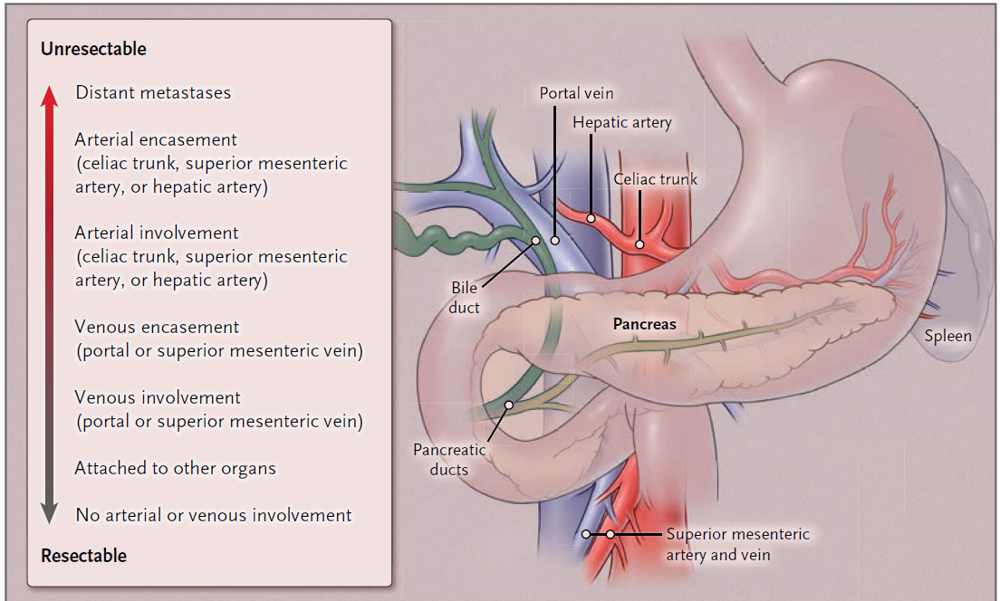 Unresectable
Distant metastases
Arterial encasement
(celiac trunk, superior mesenteric
artery, or hepatic artery)
Arterial involvement
(celiac trunk, superior mesenteric
artery, or hepatic artery)
Venous encasement
(portal or superior mesenteric vein)
Venous involvement
(portal or superior mesenteric vein)
Attached to other organs
No arterial or venous involvement
Resectable
Portal vein
Hepatic artery
Celiac trunk
Bile
duct
Pancreas
Spleen
Pancreatic
ducts
Superior mesenteric
artery and vein